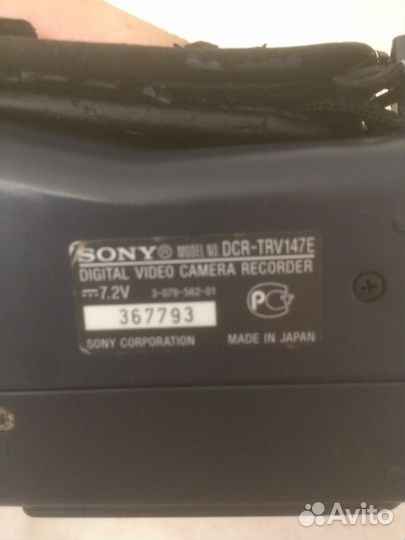 SONY® MODEL NO. DCR-TRV147E
DIGITAL VIDEO CAMERA RECORDER
⎓7.2V 3-079-562-01
PC
367793
SONY CORPORATION MADE IN JAPAN
Avito